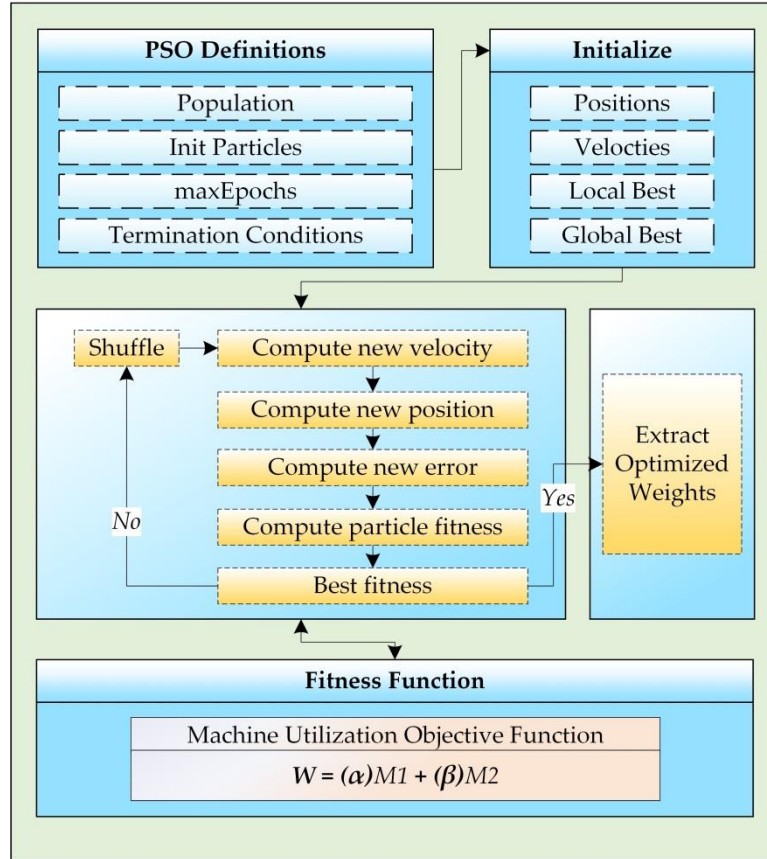 PSO Definitions
Population
Init Particles
maxEpochs
Termination Conditions
Initialize
Positions
Velocties
Local Best
Global Best
Shuffle
Compute new velocity
Compute new position
Compute new error
Compute particle fitness
Best fitness
No
Yes
Extract
Optimized
Weights
Fitness Function
Machine Utilization Objective Function
W = (α)M1 + (β)M2